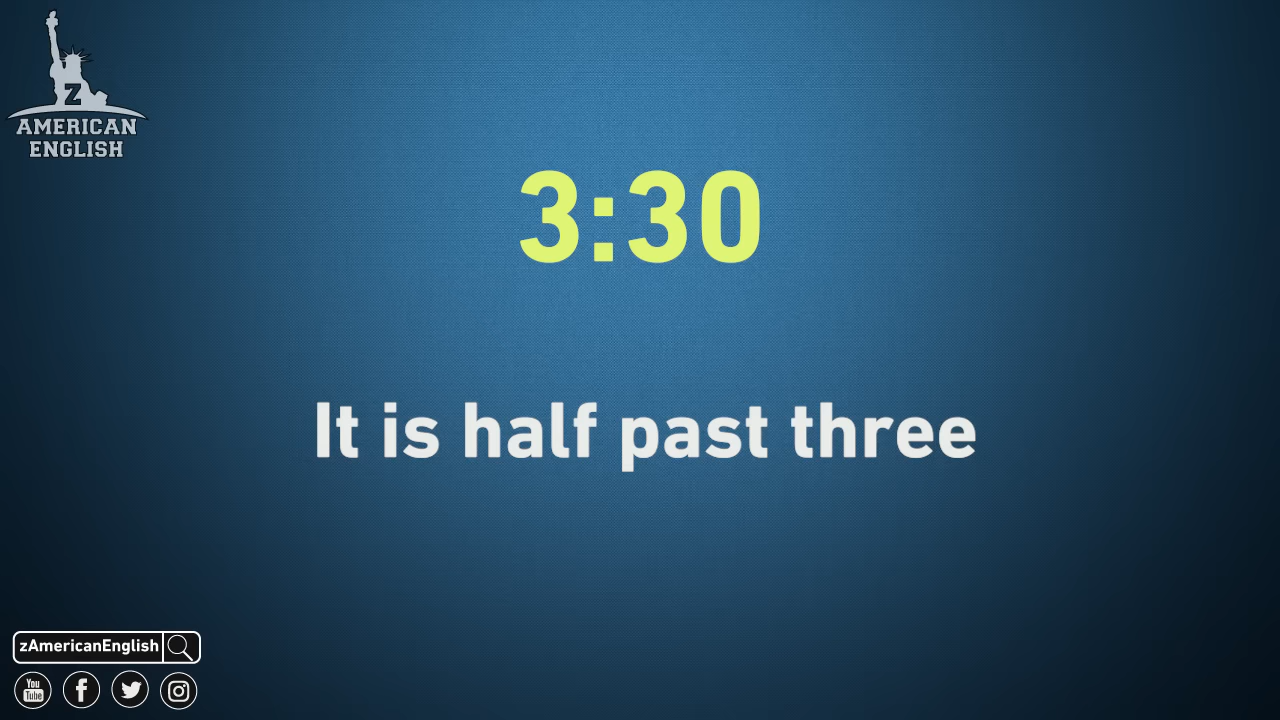 Z
AMERICAN
ENGLISH
3:30
It is half past three
zAmericanEnglish
You
Tube